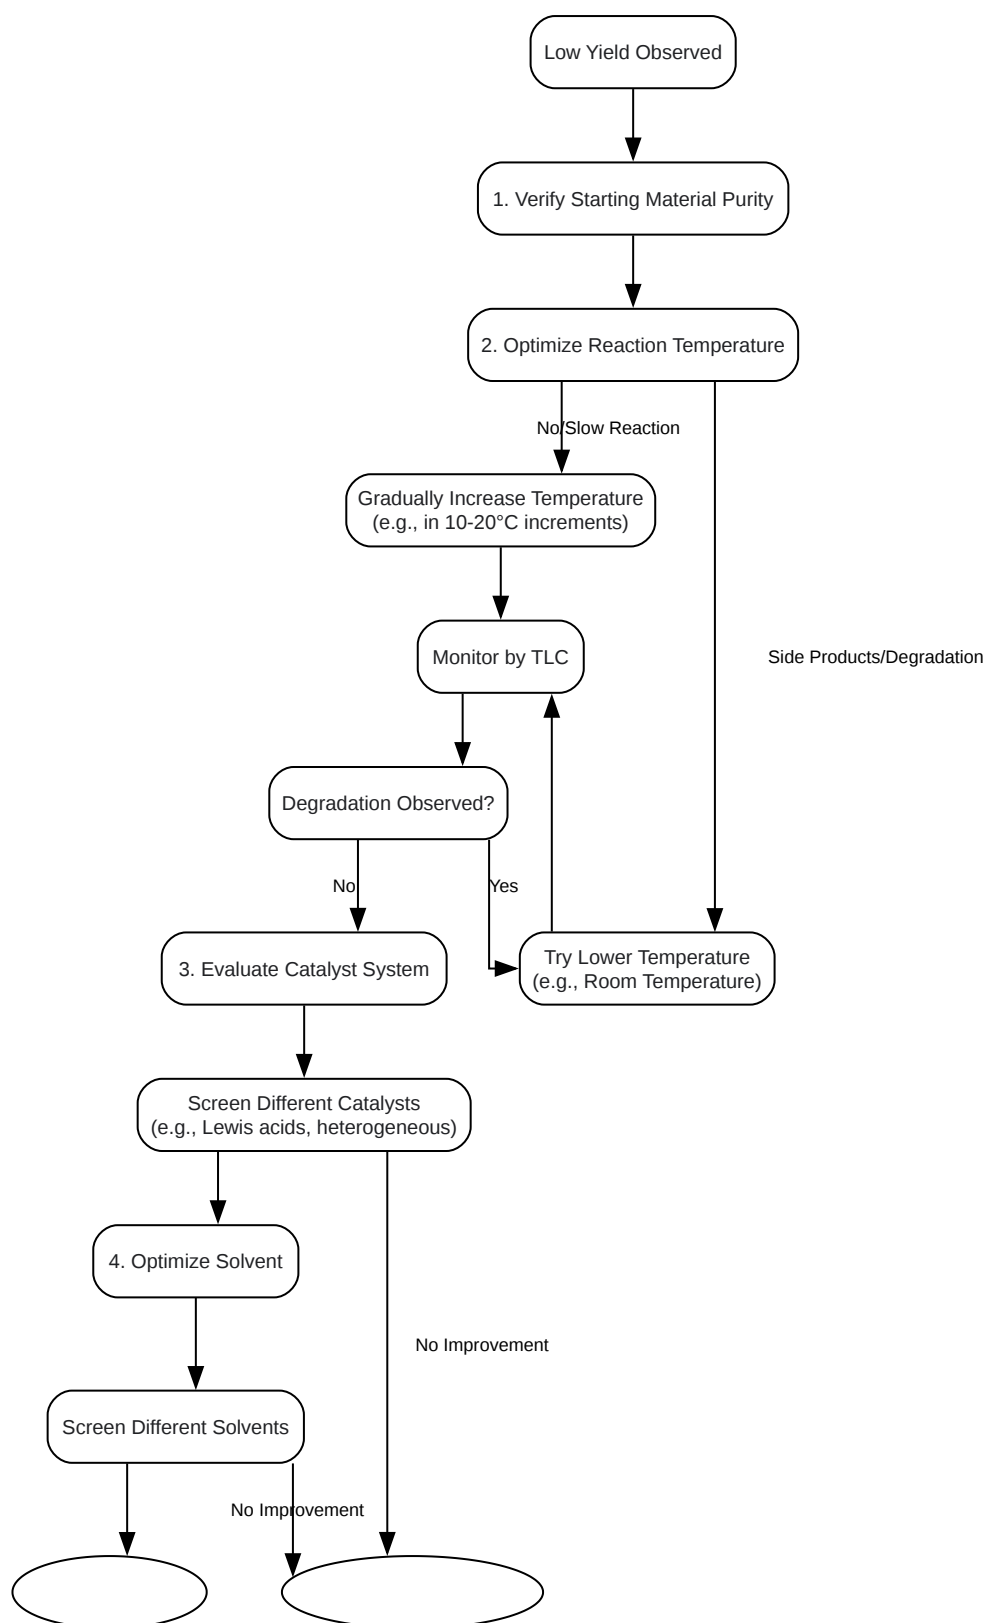 Low Yield Observed
1. Verify Starting Material Purity
2. Optimize Reaction Temperature
No/Slow Reaction
Gradually Increase Temperature
(e.g., in 10-20°C increments)
Monitor by TLC
Side Products/Degradation
Degradation Observed?
No
Yes
3. Evaluate Catalyst System
Try Lower Temperature
(e.g., Room Temperature)
Screen Different Catalysts
(e.g., Lewis acids, heterogeneous)
4. Optimize Solvent
No Improvement
Screen Different Solvents
No Improvement